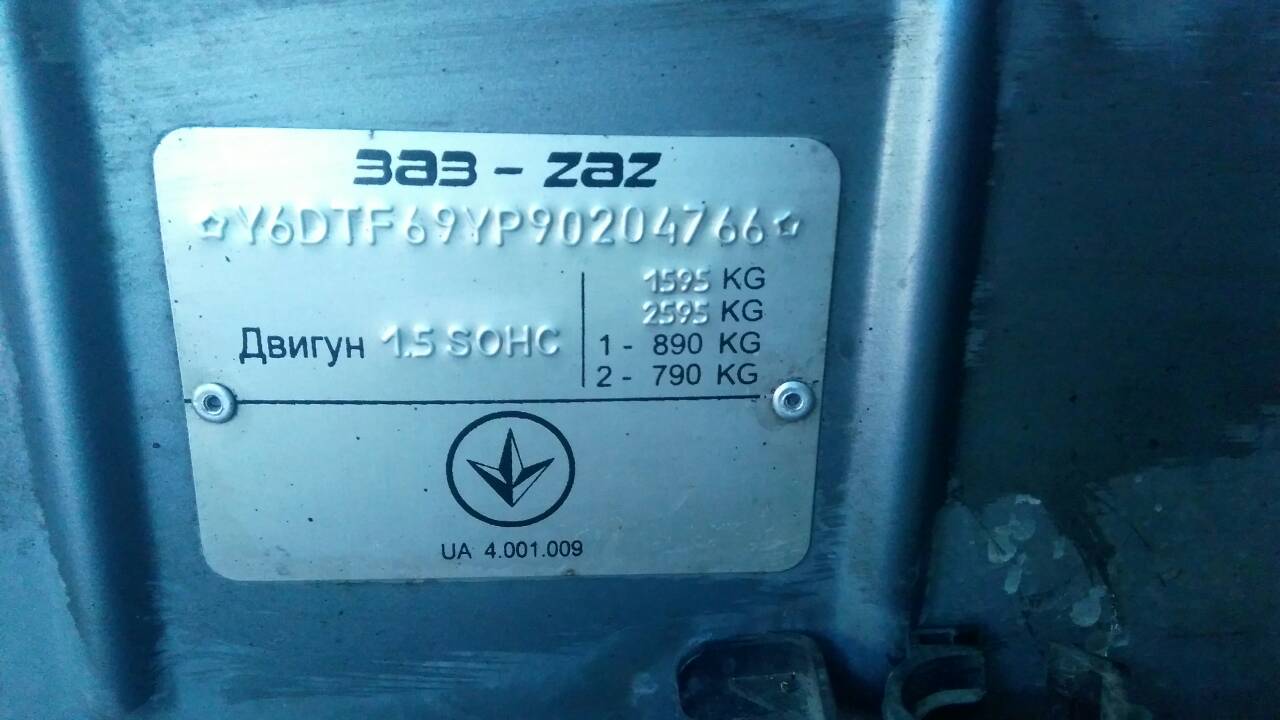 ЗАЗ - ZAZ
☆Y6DTF69YP90204766☆
1595 KG
2595 KG
Двигун 1.5 SOHC
1 - 890 KG
2 - 790 KG
UA 4.001.009